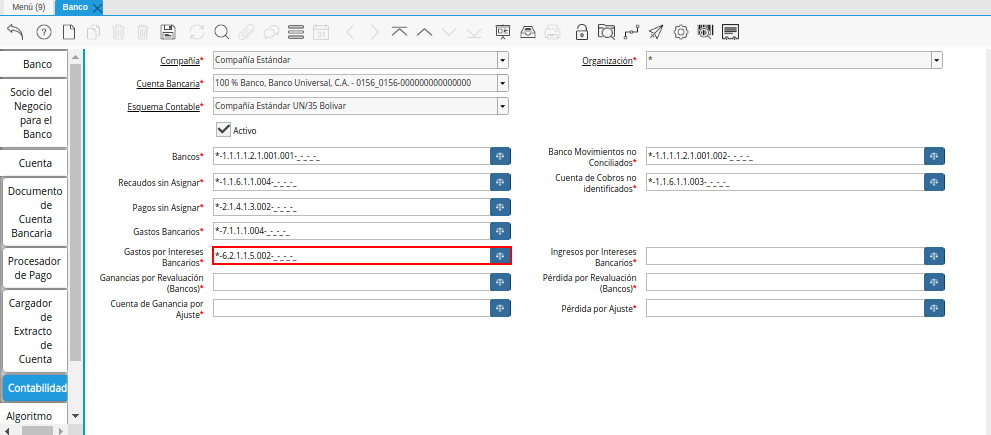 Menú (9)
Banco
Banco
Socio del
Negocio
para el
Banco
Cuenta
Documento
de
Cuenta
Bancaria
Procesador
de Pago
Cargador
de
Extracto
de
Cuenta
Contabilidad
Algoritmo
Compañía*
Compañía Estándar
Organización*
*
Cuenta Bancaria*
100 % Banco, Banco Universal, C.A. - 0156_0156-000000000000000
Esquema Contable*
Compañía Estándar UN/35 Bolivar
Activo
Bancos*
*-1.1.1.1.2.1.001.001-_-_-_-_
Banco Movimientos no
Conciliados*
*-1.1.1.1.2.1.001.002-_-_-_-_
Recaudos sin Asignar*
*-1.1.6.1.1.004-_-_-_-_
Cuenta de Cobros no
identificados*
*-1.1.6.1.1.003-_-_-_-_
Pagos sin Asignar*
*-2.1.4.1.3.002-_-_-_-_
Gastos Bancarios*
*-7.1.1.1.004-_-_-_-_
Gastos por Intereses
Bancarios*
*-6.2.1.1.5.002-_-_-_-_
Ingresos por Intereses
Bancarios*
Ganancias por Revaluación
(Bancos)*
Pérdida por Revaluación
(Bancos)*
Cuenta de Ganancia por
Ajuste*
Pérdida por Ajuste*